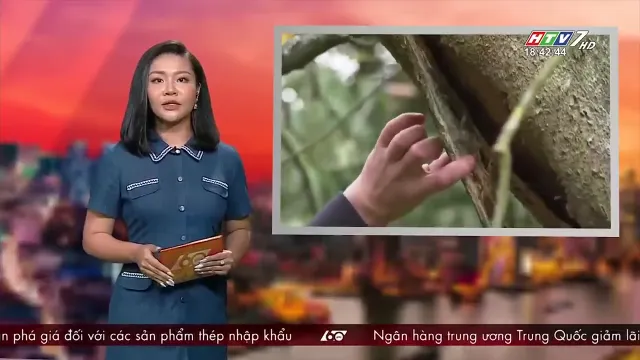 HTV7 HD
18:42:44
n phá giá đối với các sản phẩm thép nhập khẩu 60 Ngân hàng trung ương Trung Quốc giảm lãi